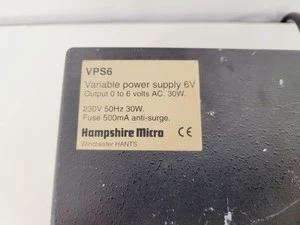 VPS6
Variable power supply 6V
Output 0 to 6 volts AC. 30W.
230V 50Hz 30W.
Fuse 500mA anti-surge.
Hampshire Micro CE
Winchester HANTS